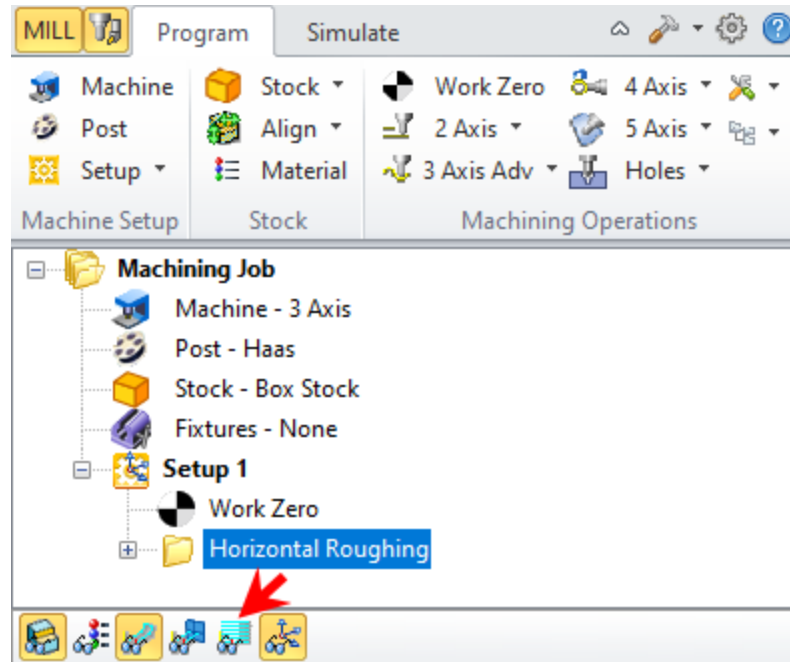 MILL Program Simulate
Machine Stock Work Zero 4 Axis
Post Align 2 Axis 5 Axis
Setup Material 3 Axis Adv Holes
Machine Setup Stock Machining Operations
Machining Job
Machine - 3 Axis
Post - Haas
Stock - Box Stock
Fixtures - None
Setup 1
Work Zero
Horizontal Roughing